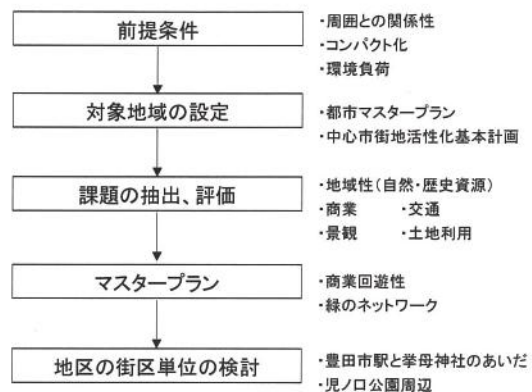 前提条件
・周囲との関係性
・コンパクト化
・環境負荷
対象地域の設定
・都市マスタープラン
・中心市街地活性化基本計画
課題の抽出、評価
・地域性(自然・歴史資源)
・商業 ・交通
・景観 ・土地利用
マスタープラン
・商業回遊性
・緑のネットワーク
地区の街区単位の検討
・豊田市駅と挙母神社のあいだ
・児ノ口公園周辺